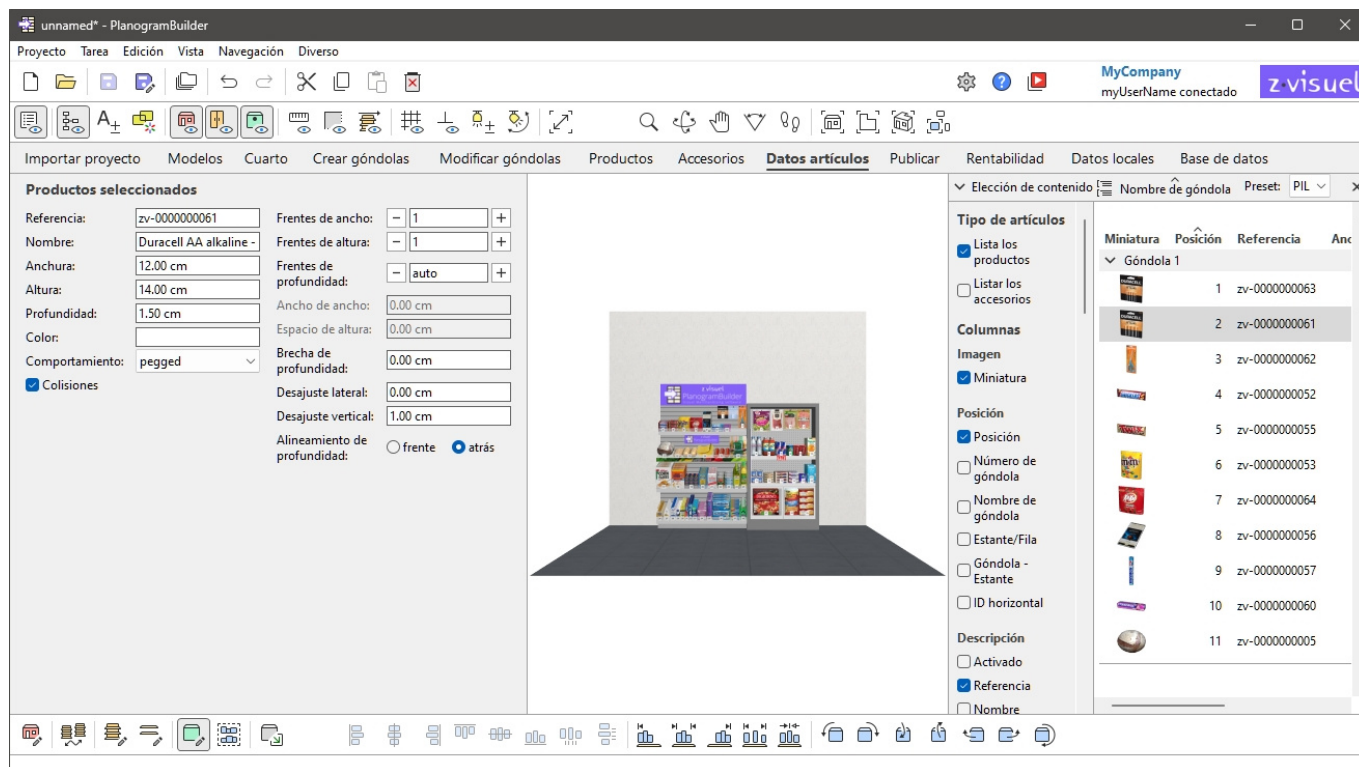 unnamed* - PlanogramBuilder
Proyecto Tarea Edición Vista Navegación Diverso
MyCompany
myUserName conectado
z·visuel
Importar proyecto Modelos Cuarto Crear góndolas Modificar góndolas Productos Accesorios Datos artículos Publicar Rentabilidad Datos locales Base de datos
Productos seleccionados
Referencia: zv-0000000061
Nombre: Duracell AA alkaline -
Anchura: 12.00 cm
Altura: 14.00 cm
Profundidad: 1.50 cm
Color:
Comportamiento: pegged
Colisiones
Frentes de ancho: − 1 +
Frentes de altura: − 1 +
Frentes de
profundidad: − auto +
Ancho de ancho: 0.00 cm
Espacio de altura: 0.00 cm
Brecha de
profundidad: 0.00 cm
Desajuste lateral: 0.00 cm
Desajuste vertical: 1.00 cm
Alineamiento de
profundidad: frente atrás
z·visuel
PlanogramBuilder
Elección de contenido
Nombre de góndola Preset: PIL
Tipo de artículos
Lista los
productos
Listar los
accesorios
Columnas
Imagen
Miniatura
Posición
Posición
Número de
góndola
Nombre de
góndola
Estante/Fila
Góndola -
Estante
ID horizontal
Descripción
Activado
Referencia
Nombre
Miniatura Posición Referencia Anc
Góndola 1
1 zv-0000000063
2 zv-0000000061
3 zv-0000000062
4 zv-0000000052
5 zv-0000000055
6 zv-0000000053
7 zv-0000000064
8 zv-0000000056
9 zv-0000000057
10 zv-0000000060
11 zv-0000000005